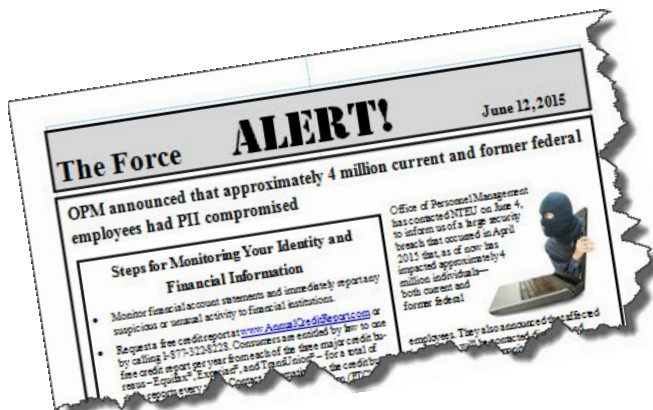 The Force
ALERT!
June 12, 2015
OPM announced that approximately 4 million current and former federal
employees had PII compromised
Steps for Monitoring Your Identity and
Financial Information
• Monitor financial account statements and immediately report any
suspicious or unusual activity to financial institutions.
• Request a free credit report at www.AnnualCreditReport.com or
by calling 1-877-322-8228. Consumers are entitled by law to one
free credit report per year from each of the three major credit bu-
reaus – Equifax®, Experian®, and TransUnion® – for a total of
reports every
Office of Personnel Management
has contacted NTEU on June 4,
to inform us of a large security
breach that occurred in April
2015 that, as of now has
impacted approximately 4
million individuals—
both current and
former federal
employees. They also announced that affected
will be contacted